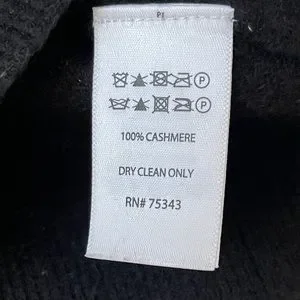 P
P
100% CASHMERE
DRY CLEAN ONLY
RN# 75343